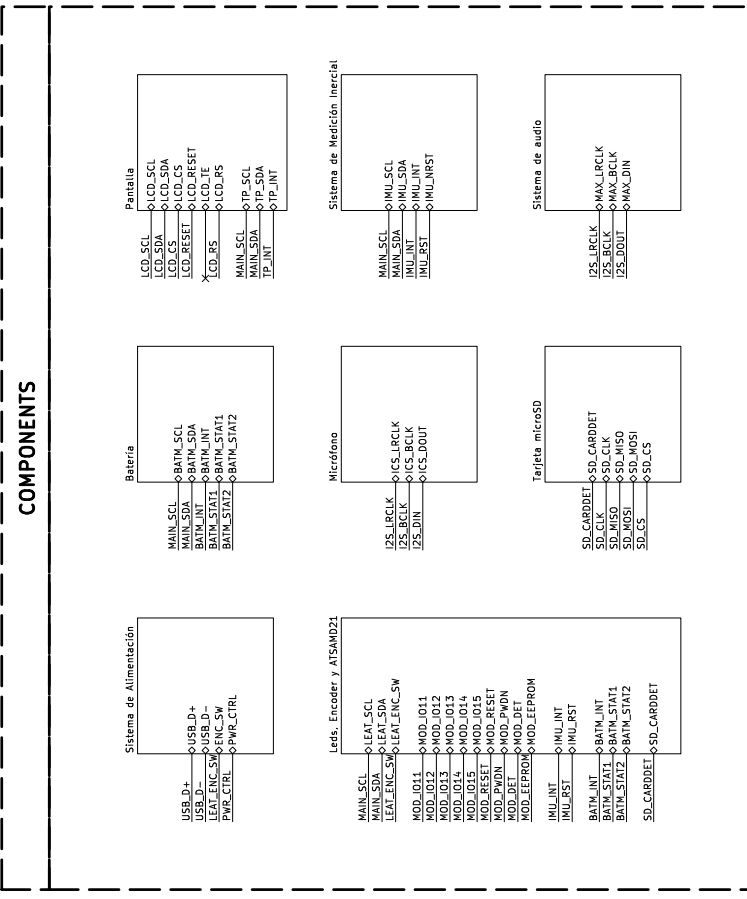 COMPONENTS
Sistema de Alimentación
USB_D+ USB_D+
USB_D- USB_D-
LEAT_ENC_SW ENC_SW
PWR_CTRL PWR_CTRL
Batería
MAIN_SCL BATM_SCL
MAIN_SDA BATM_SDA
BATM_INT BATM_INT
BATM_STAT1 BATM_STAT1
BATM_STAT2 BATM_STAT2
Pantalla
LCD_SCL LCD_SCL
LCD_SDA LCD_SDA
LCD_CS LCD_CS
LCD_RESET LCD_RESET
LCD_TE
LCD_RS LCD_RS
MAIN_SCL TP_SCL
MAIN_SDA TP_SDA
TP_INT TP_INT
Leds, Encoder y ATSAMD21
MAIN_SCL LEAT_SCL
MAIN_SDA LEAT_SDA
LEAT_ENC_SW LEAT_ENC_SW
MOD_IO11 MOD_IO11
MOD_IO12 MOD_IO12
MOD_IO13 MOD_IO13
MOD_IO14 MOD_IO14
MOD_IO15 MOD_IO15
MOD_RESET MOD_RESET
MOD_PWDN MOD_PWDN
MOD_DET MOD_DET
MOD_EEPROM MOD_EEPROM
IMU_INT IMU_INT
IMU_RST IMU_RST
BATM_INT BATM_INT
BATM_STAT1 BATM_STAT1
BATM_STAT2 BATM_STAT2
SD_CARDDET SD_CARDDET
Micrófono
I2S_LRCLK ICS_LRCLK
I2S_BCLK ICS_BCLK
I2S_DIN ICS_DOUT
Sistema de Medición Inercial
MAIN_SCL IMU_SCL
MAIN_SDA IMU_SDA
IMU_INT IMU_INT
IMU_RST IMU_NRST
Tarjeta microSD
SD_CARDDET SD_CARDDET
SD_CLK SD_CLK
SD_MISO SD_MISO
SD_MOSI SD_MOSI
SD_CS SD_CS
Sistema de audio
I2S_LRCLK MAX_LRCLK
I2S_BCLK MAX_BCLK
I2S_DOUT MAX_DIN